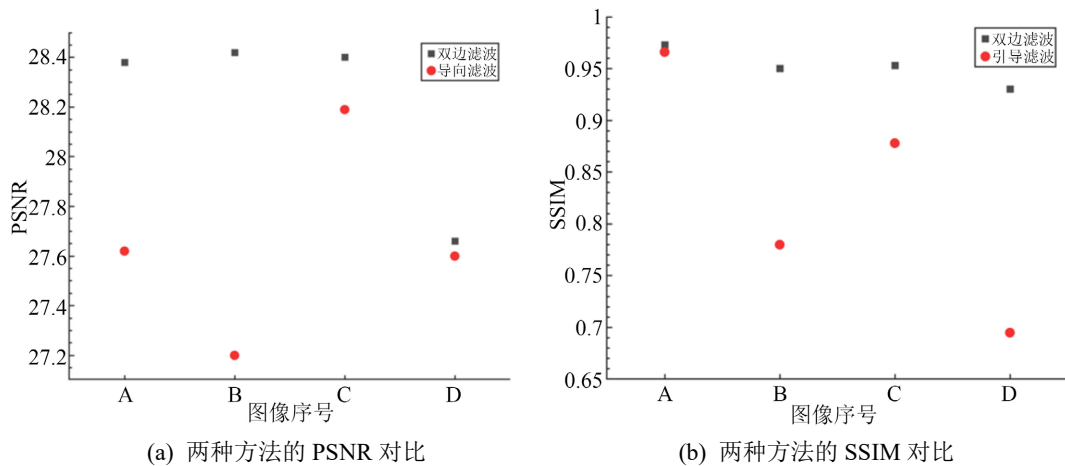 28.4
28.2
28
27.8
27.6
27.4
27.2
PSNR
双边滤波
导向滤波
A B C D
图像序号
(a) 两种方法的 PSNR 对比
1
0.95
0.9
0.85
0.8
0.75
0.7
0.65
SSIM
双边滤波
引导滤波
A B C D
图像序号
(b) 两种方法的 SSIM 对比